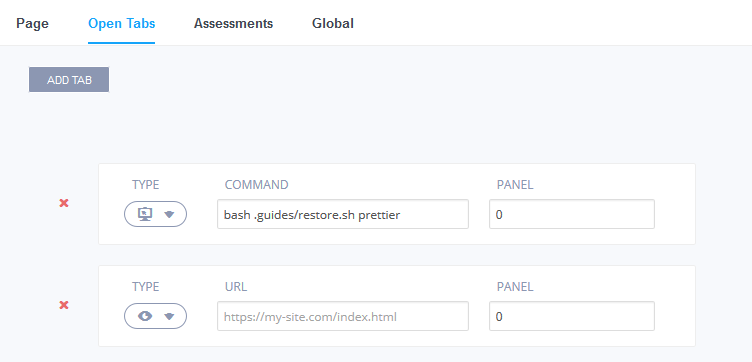 Page Open Tabs Assessments Global
ADD TAB
TYPE COMMAND PANEL
bash .guides/restore.sh prettier 0
TYPE URL PANEL
https://my-site.com/index.html 0